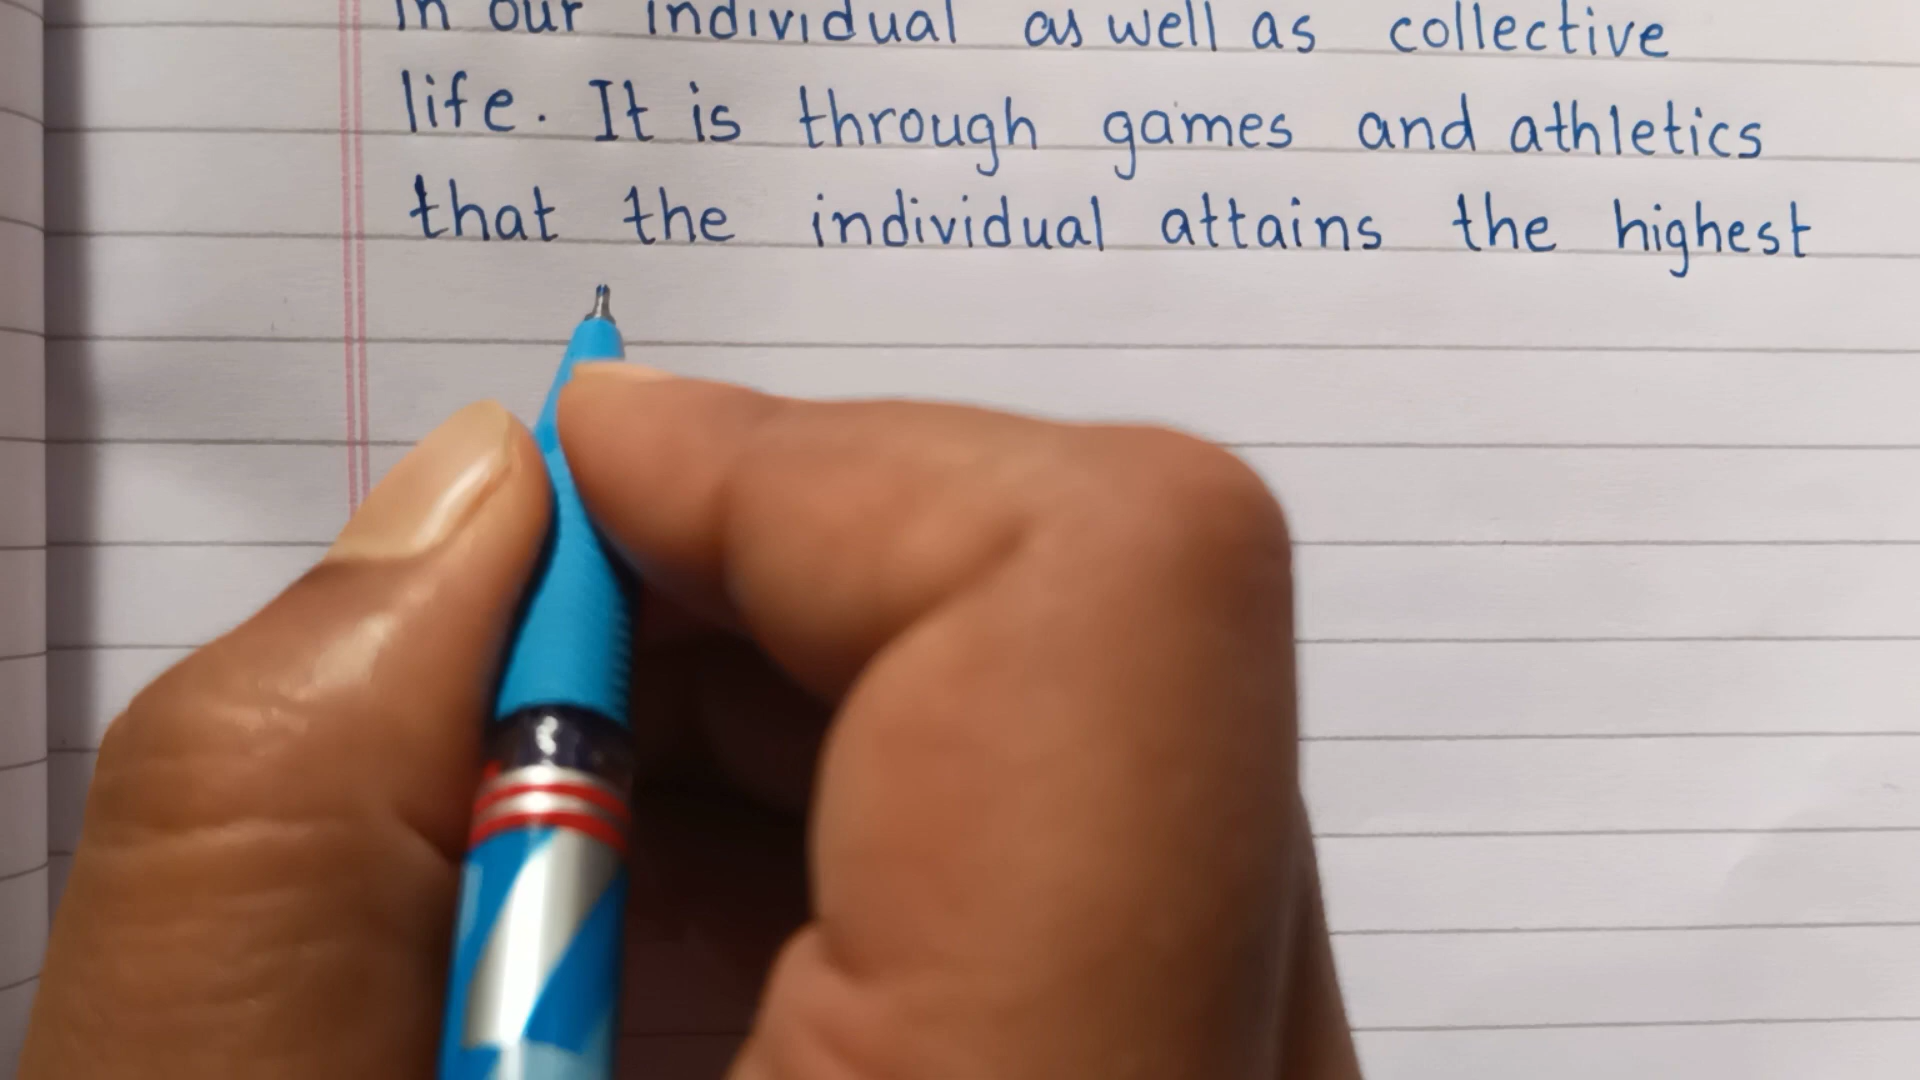 in our individual as well as collective
life. It is through games and athletics
that the individual attains the highest